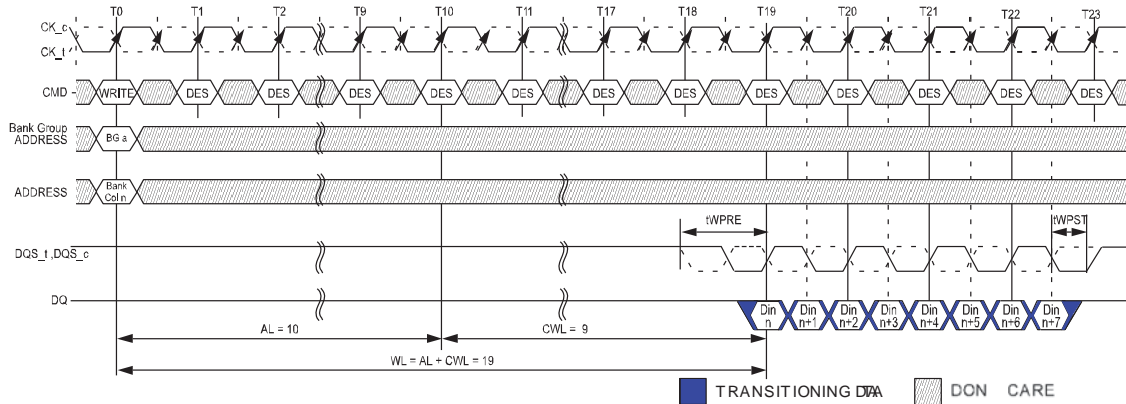 T0 T1 T2 T9 T10 T11 T17 T18 T19 T20 T21 T22 T23
CK_c
CK_t
CMD WRITE DES DES DES DES DES DES DES DES DES DES DES DES
Bank Group
ADDRESS
BG a
ADDRESS
Bank
Col n
tWPRE
tWPST
DQS_t ,DQS_c
DQ
Din n
Din n+1
Din n+2
Din n+3
Din n+4
Din n+5
Din n+6
Din n+7
AL = 10
CWL = 9
WL = AL + CWL = 19
TRANSITIONING DATA
DON CARE